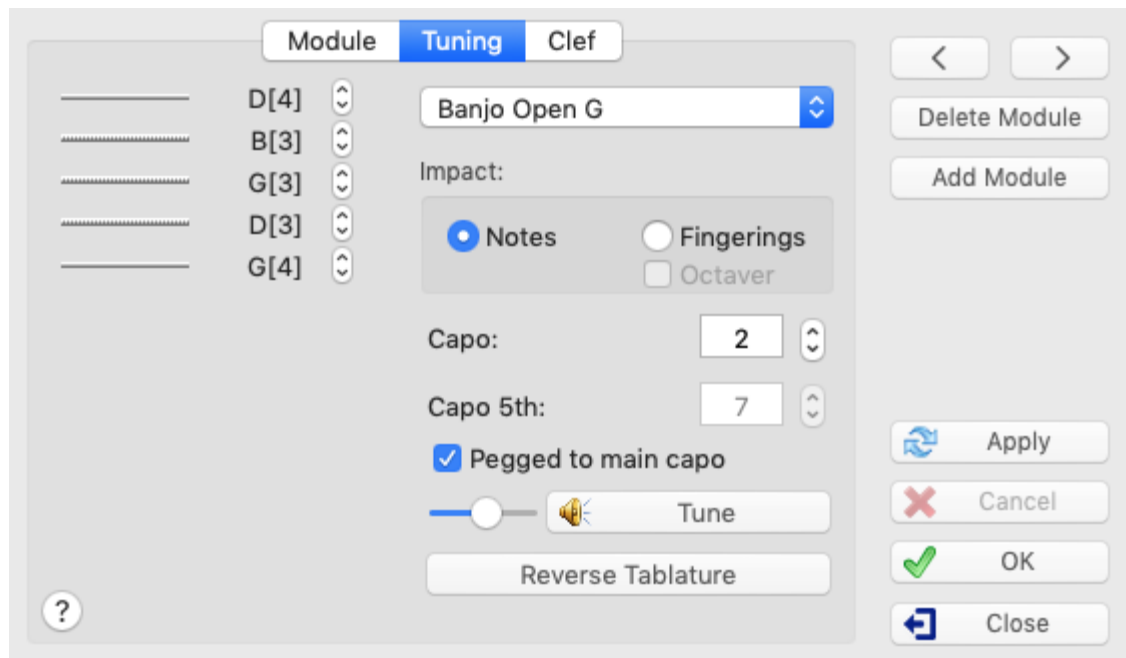 Module Tuning Clef
< >
D[4]
B[3]
G[3]
D[3]
G[4]
Banjo Open G
Impact:
Notes Fingerings
Octaver
Capo: 2
Capo 5th: 7
Pegged to main capo
Tune
Reverse Tablature
?
Delete Module
Add Module
Apply
Cancel
OK
Close